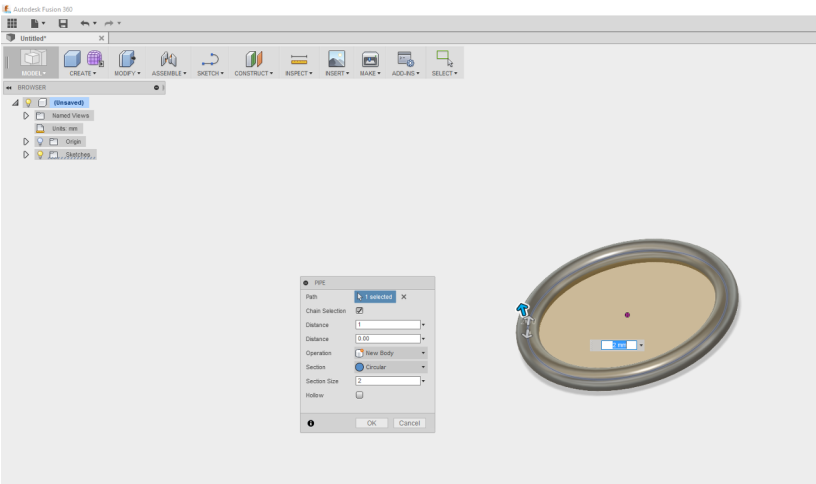 Autodesk Fusion 360
Untitled*
MODEL CREATE MODIFY ASSEMBLE SKETCH CONSTRUCT INSPECT INSERT MAKE ADD-INS SELECT
BROWSER
(Unsaved)
Named Views
Units: mm
Origin
Sketches
PIPE
Path 1 selected
Chain Selection
Distance 1
Distance 0.00
Operation New Body
Section Circular
Section Size 2
Hollow
OK Cancel
2 mm